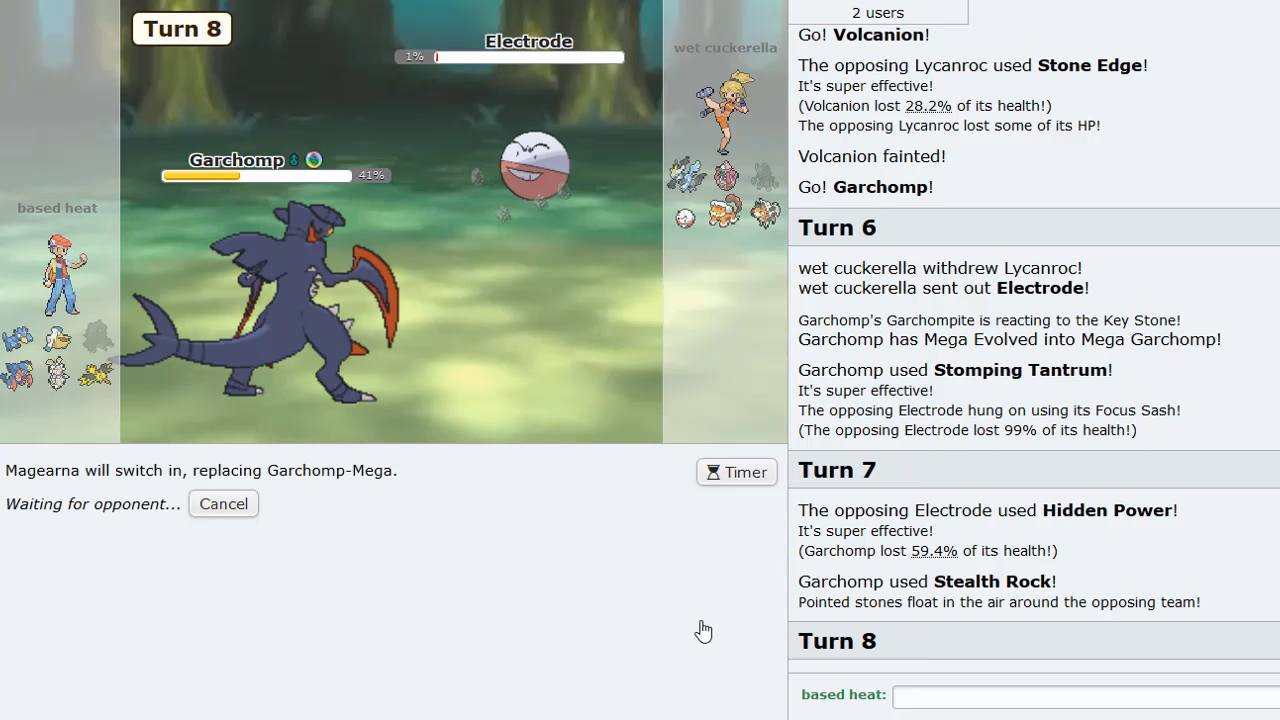 Turn 8
Electrode
1%
Garchomp
41%
based heat
wet cuckerella
Magearna will switch in, replacing Garchomp-Mega.
Timer
Waiting for opponent...
Cancel
2 users
Go! Volcanion!
The opposing Lycanroc used Stone Edge!
It's super effective!
(Volcanion lost 28.2% of its health!)
The opposing Lycanroc lost some of its HP!
Volcanion fainted!
Go! Garchomp!
Turn 6
wet cuckerella withdrew Lycanroc!
wet cuckerella sent out Electrode!
Garchomp's Garchompite is reacting to the Key Stone!
Garchomp has Mega Evolved into Mega Garchomp!
Garchomp used Stomping Tantrum!
It's super effective!
The opposing Electrode hung on using its Focus Sash!
(The opposing Electrode lost 99% of its health!)
Turn 7
The opposing Electrode used Hidden Power!
It's super effective!
(Garchomp lost 59.4% of its health!)
Garchomp used Stealth Rock!
Pointed stones float in the air around the opposing team!
Turn 8
based heat: